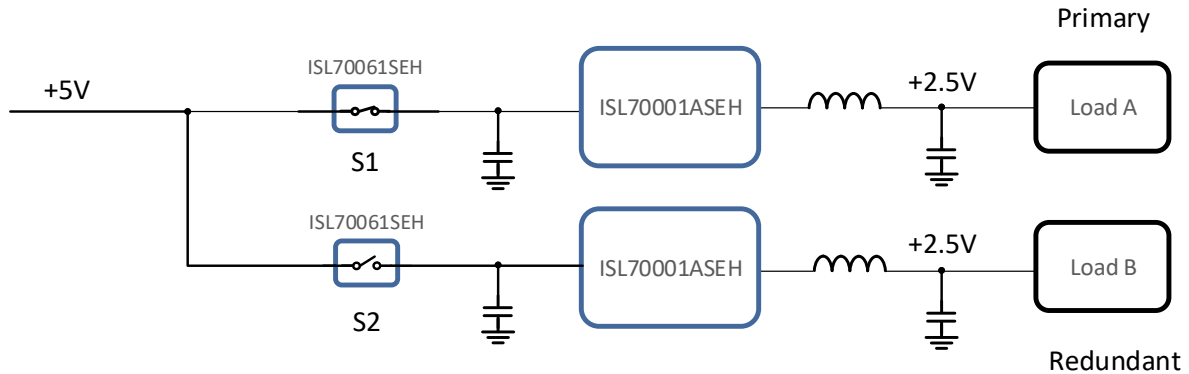 Primary
ISL70061SEH
+5V
ISL70001ASEH
+2.5V
Load A
S1
ISL70061SEH
ISL70001ASEH
+2.5V
Load B
S2
Redundant